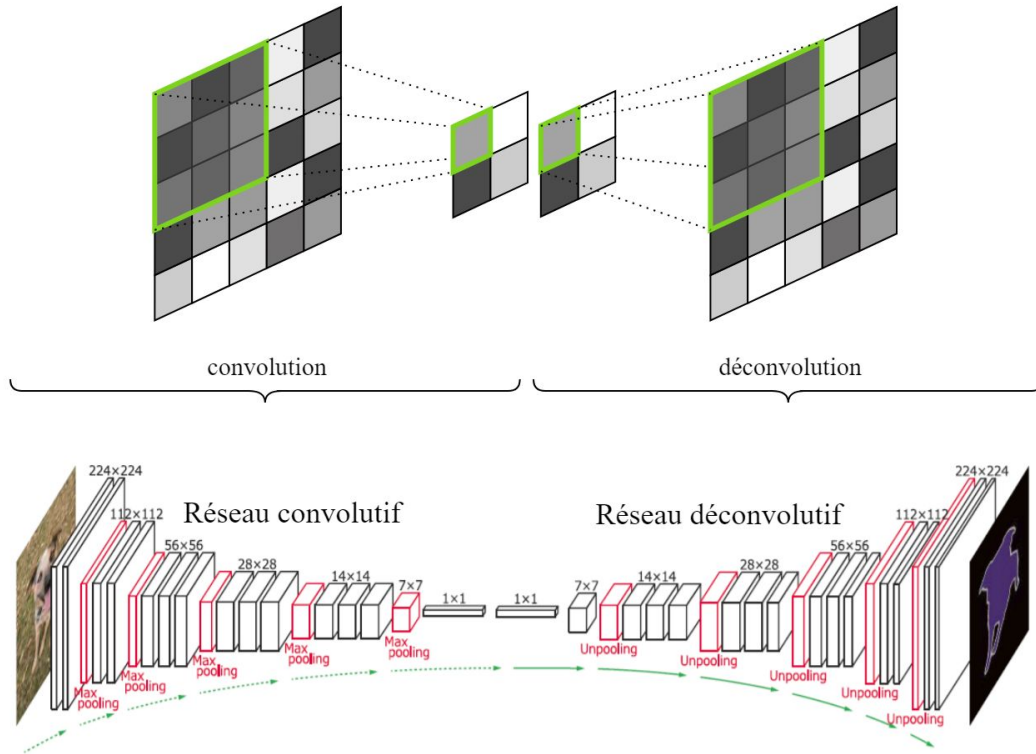 convolution
déconvolution
Réseau convolutif
Réseau déconvolutif
224×224
112×112
56×56
28×28
14×14
7×7
1×1
1×1
7×7
14×14
28×28
56×56
112×112
224×224
Max
pooling
Max
pooling
Max
pooling
Max
pooling
Max
pooling
Unpooling
Unpooling
Unpooling
Unpooling
Unpooling